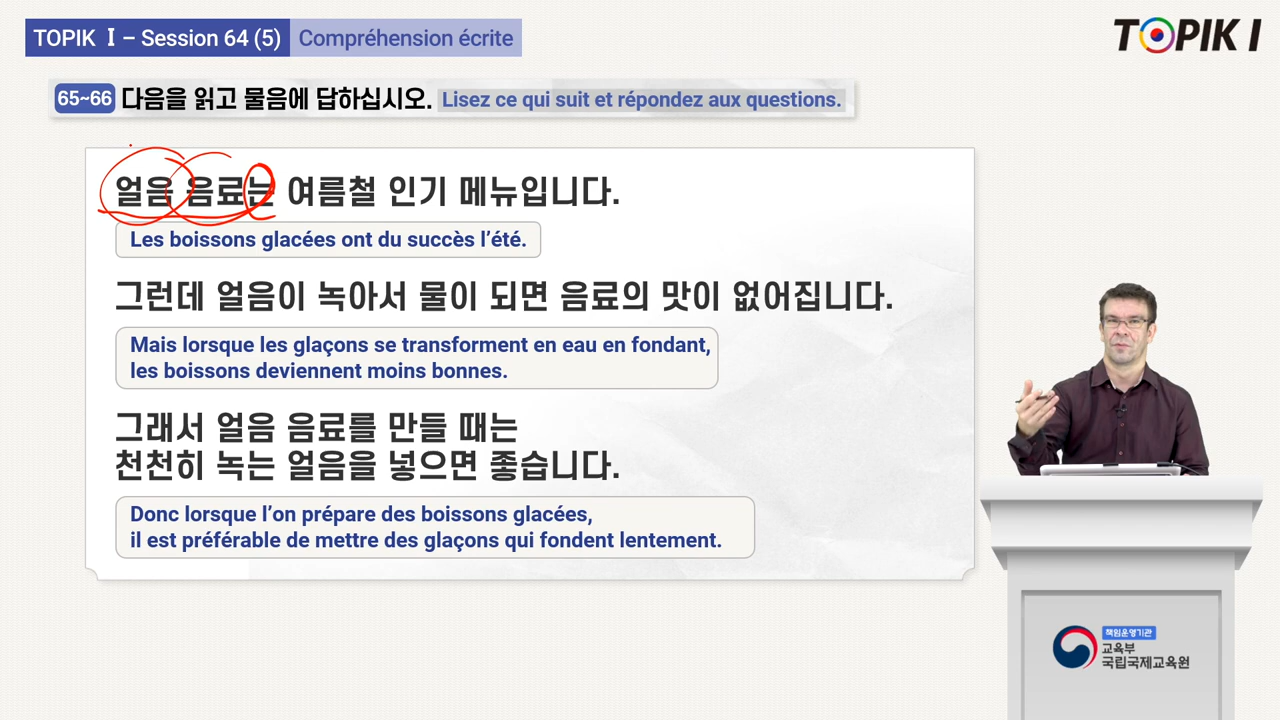 TOPIK I – Session 64 (5) Compréhension écrite
TOPIK I
65~66 다음을 읽고 물음에 답하십시오. Lisez ce qui suit et répondez aux questions.
얼음 음료는 여름철 인기 메뉴입니다.
Les boissons glacées ont du succès l’été.
그런데 얼음이 녹아서 물이 되면 음료의 맛이 없어집니다.
Mais lorsque les glaçons se transforment en eau en fondant,
les boissons deviennent moins bonnes.
그래서 얼음 음료를 만들 때는
천천히 녹는 얼음을 넣으면 좋습니다.
Donc lorsque l’on prépare des boissons glacées,
il est préférable de mettre des glaçons qui fondent lentement.
책임운영기관
교육부
국립국제교육원